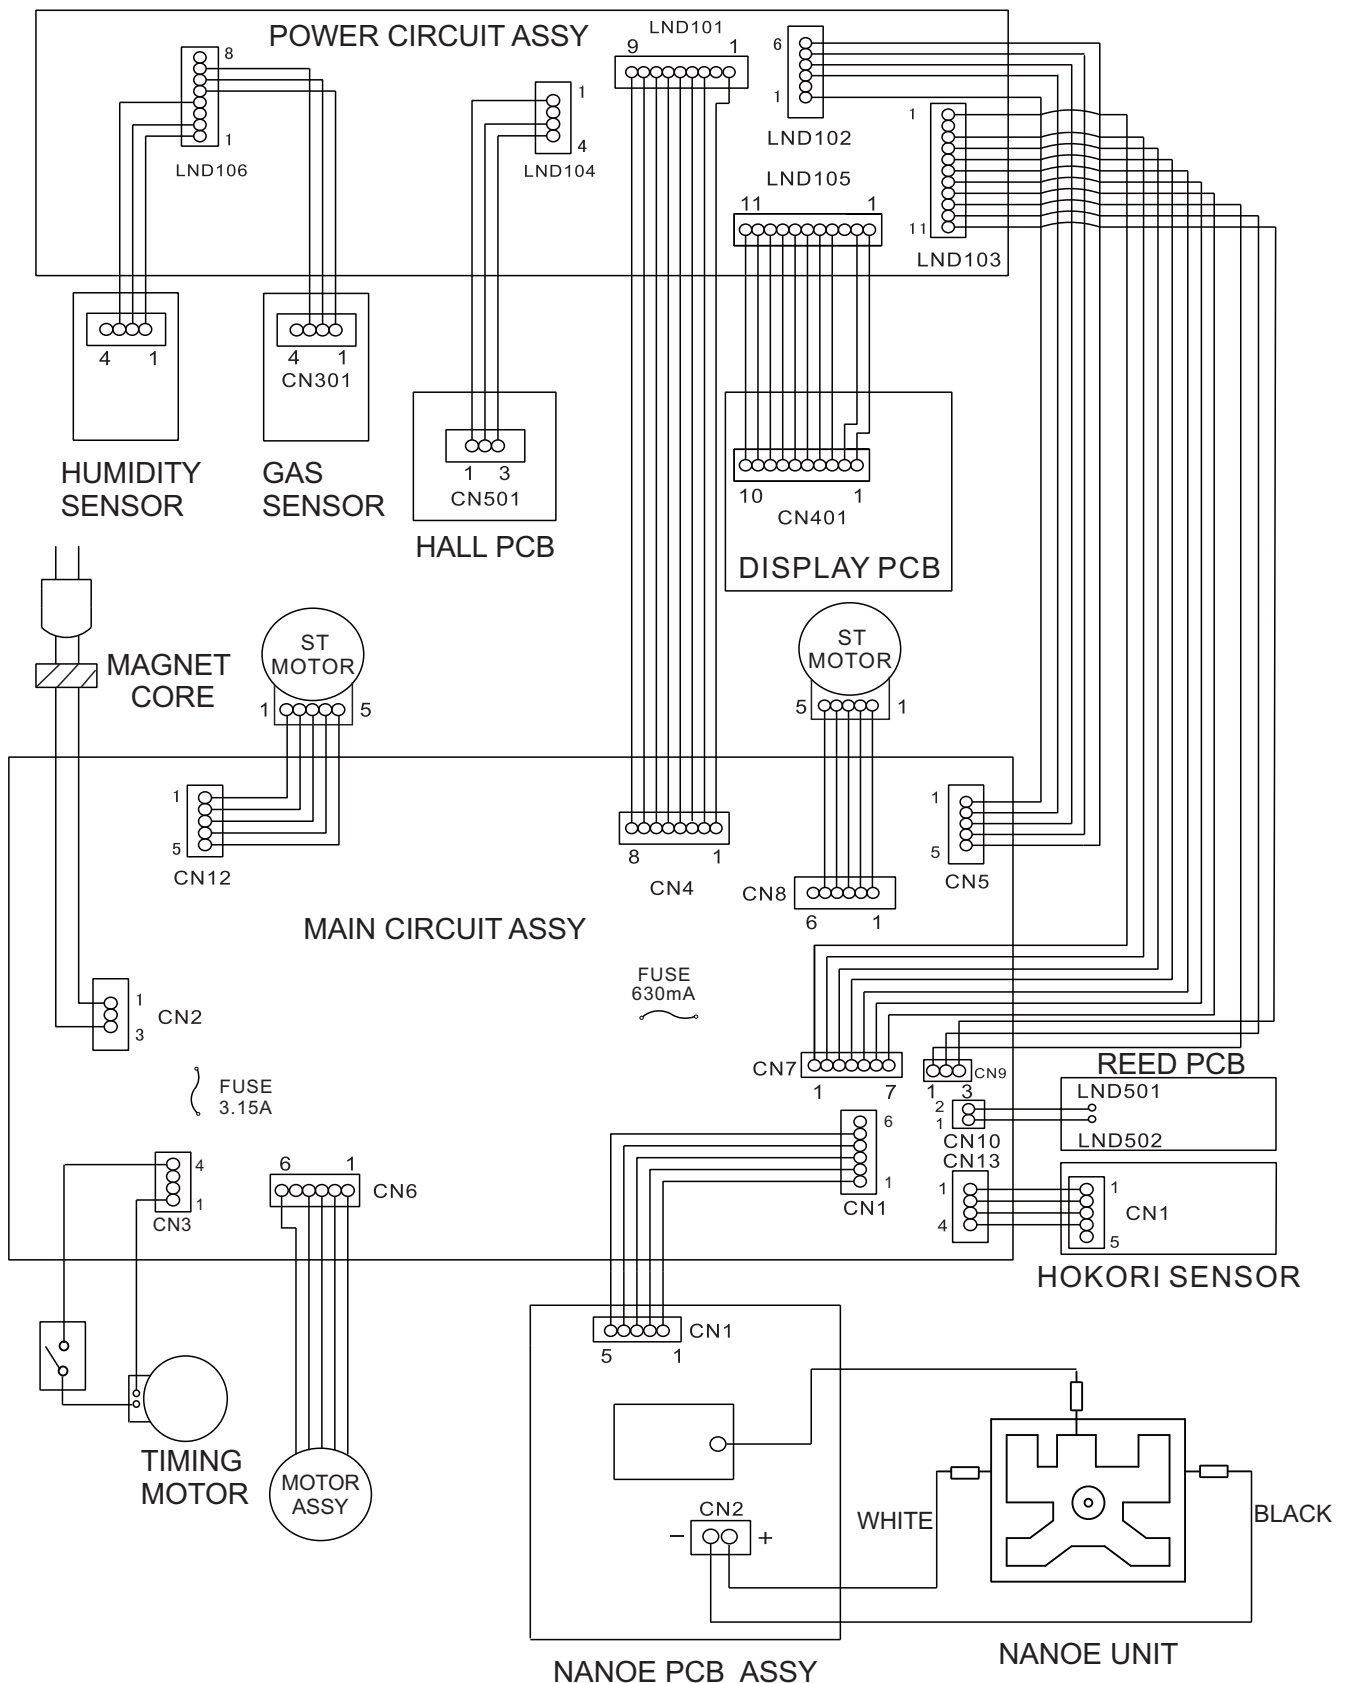 POWER CIRCUIT ASSY
LND101
9 1
6
1
LND102
8
1
LND106
1
4
LND104
LND105
11 1
1
11
LND103
4 1
4 1
CN301
HUMIDITY
SENSOR
GAS
SENSOR
1 3
CN501
HALL PCB
10 1
CN401
DISPLAY PCB
MAGNET
CORE
ST
MOTOR
1 5
ST
MOTOR
5 1
1
5
CN12
8 1
CN4
CN8
6 1
1
5
CN5
MAIN CIRCUIT ASSY
FUSE
630mA
1
3
CN2
FUSE
3.15A
CN7
1 7
CN9
1 3
REED PCB
LND501
LND502
2
1
CN10
CN13
6
1
CN1
1
4
1
5
CN1
HOKORI SENSOR
4
1
CN3
6 1
CN6
TIMING
MOTOR
MOTOR
ASSY
CN1
5 1
CN2
− +
WHITE
BLACK
NANOE PCB ASSY
NANOE UNIT